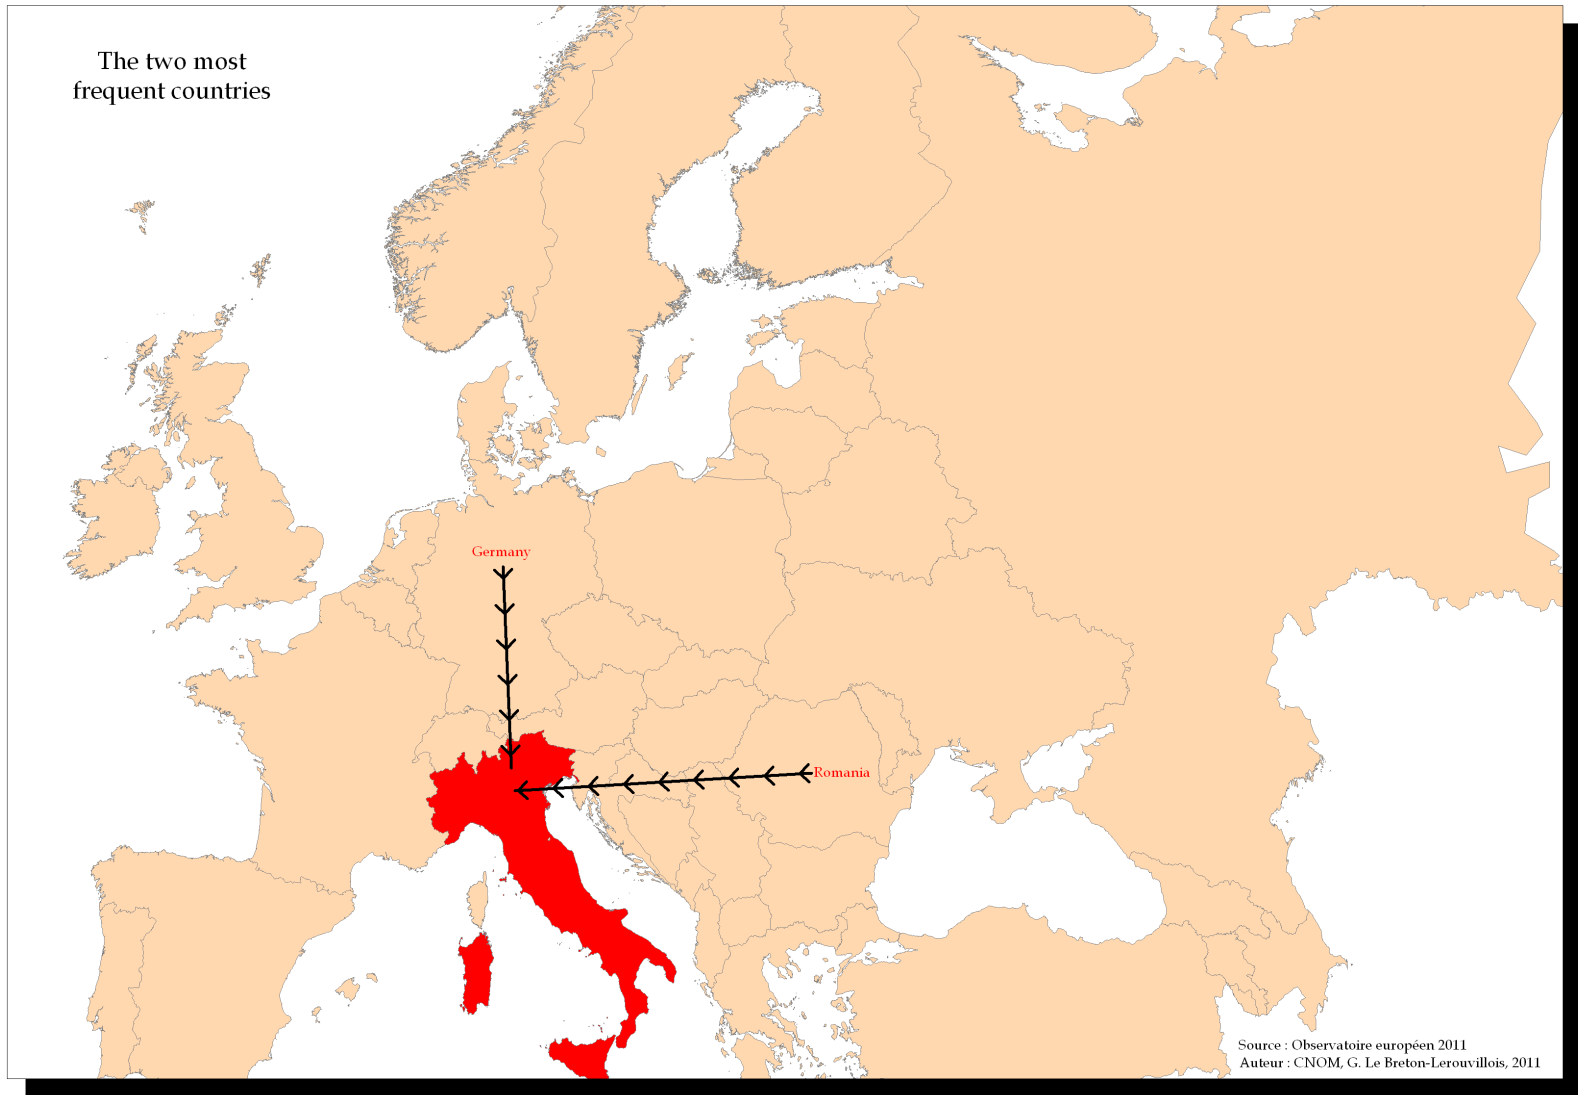 The two most
frequent countries
Germany
Romania
Source : Observatoire européen 2011
Auteur : CNOM, G. Le Breton-Lerouvillois, 2011